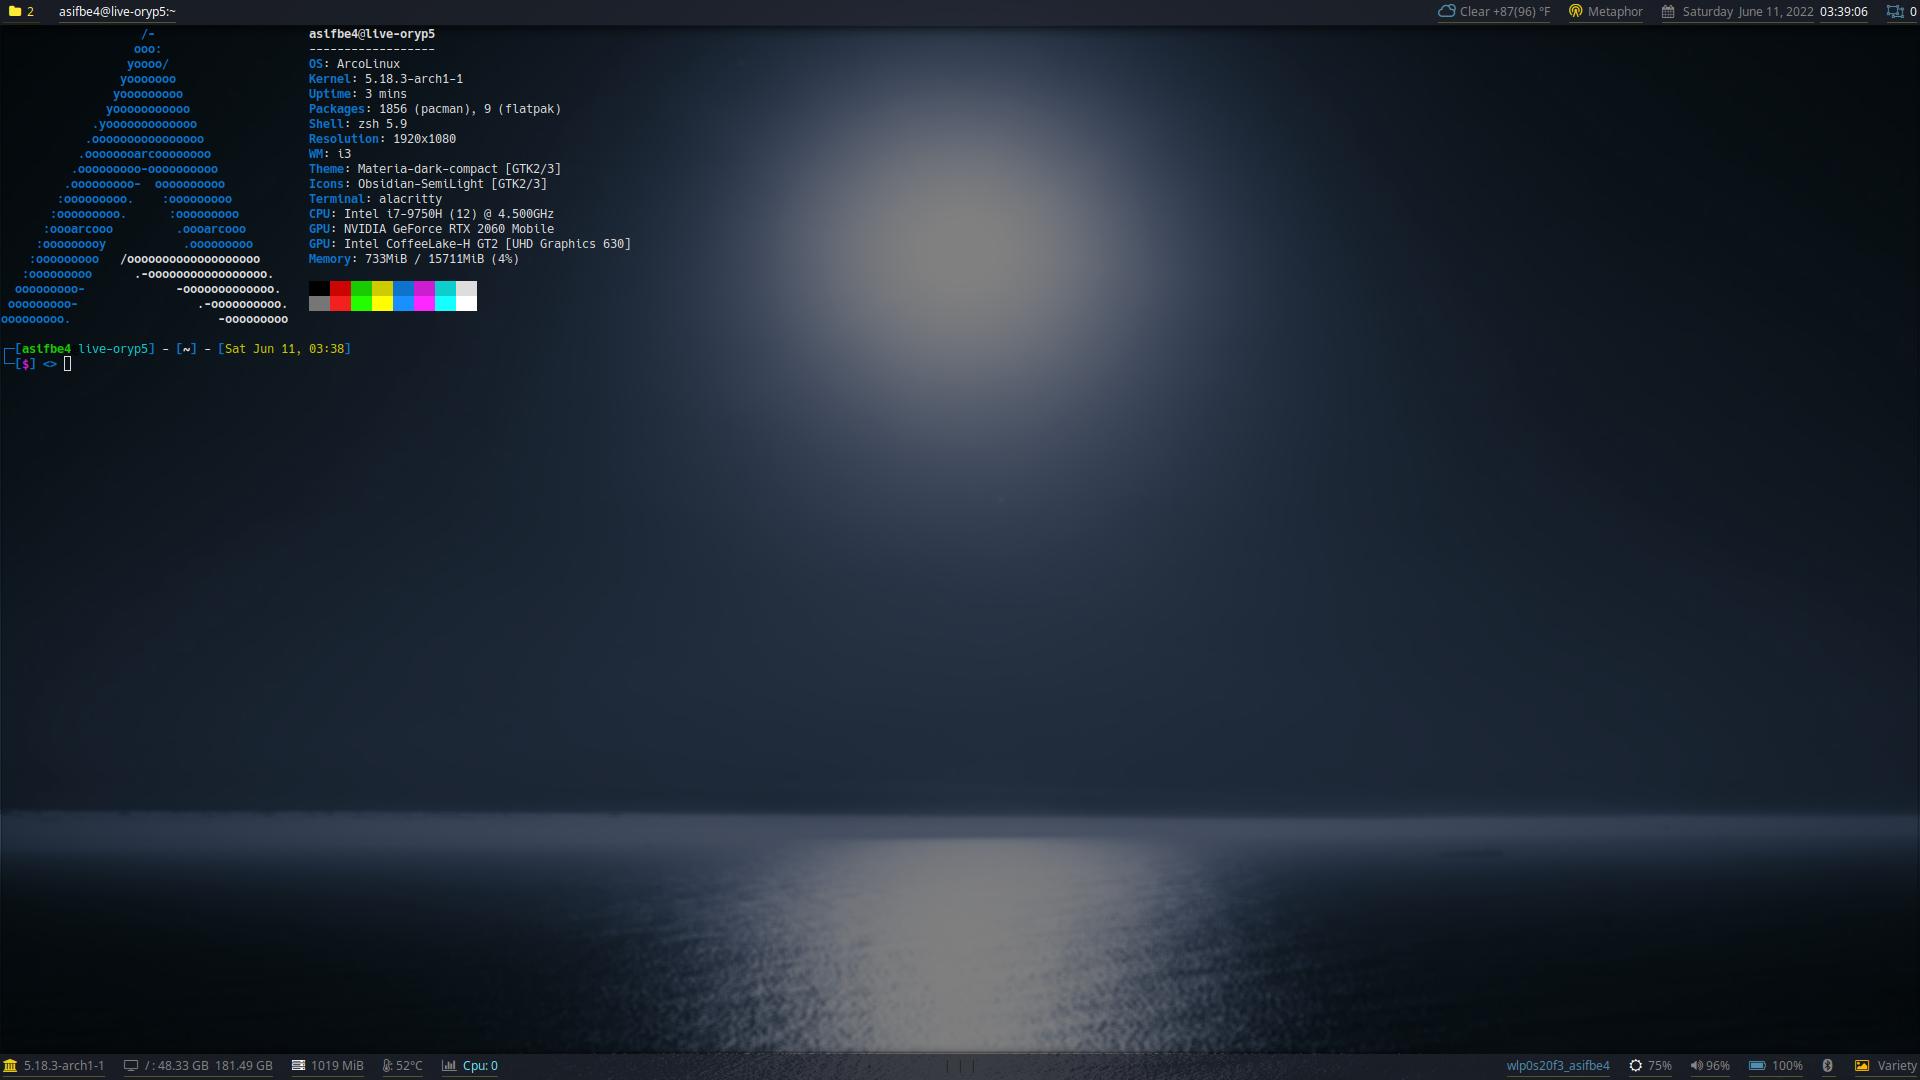 2 asifbe4@live-oryp5:~ Clear +87(96) °F Metaphor Saturday June 11, 2022 03:39:06 0
/-
ooo:
yoooo/
yooooooo
yooooooooo
yooooooooooo
.yooooooooooooo
.oooooooooooooooo
.oooooooarcoooooooo
.ooooooooo-oooooooooo
.ooooooooo-  oooooooooo
:ooooooooo.    :ooooooooo
:ooooooooo.      :ooooooooo
:oooarcooo         .oooarcooo
:ooooooooy           .ooooooooo
:ooooooooo   /ooooooooooooooooooo
:ooooooooo      .-ooooooooooooooooo.
ooooooooo-             -ooooooooooooo.
ooooooooo-                 .-oooooooooo.
ooooooooo.                     -ooooooooo
asifbe4@live-oryp5
------------------
OS: ArcoLinux
Kernel: 5.18.3-arch1-1
Uptime: 3 mins
Packages: 1856 (pacman), 9 (flatpak)
Shell: zsh 5.9
Resolution: 1920x1080
WM: i3
Theme: Materia-dark-compact [GTK2/3]
Icons: Obsidian-SemiLight [GTK2/3]
Terminal: alacritty
CPU: Intel i7-9750H (12) @ 4.500GHz
GPU: NVIDIA GeForce RTX 2060 Mobile
GPU: Intel CoffeeLake-H GT2 [UHD Graphics 630]
Memory: 733MiB / 15711MiB (4%)
┌─[asifbe4 live-oryp5] - [~] - [Sat Jun 11, 03:38]
└─[$] <>
5.18.3-arch1-1 / : 48.33 GB 181.49 GB 1019 MiB : 52°C Cpu: 0 wlp0s20f3_asifbe4 75% 96% 100% Variety